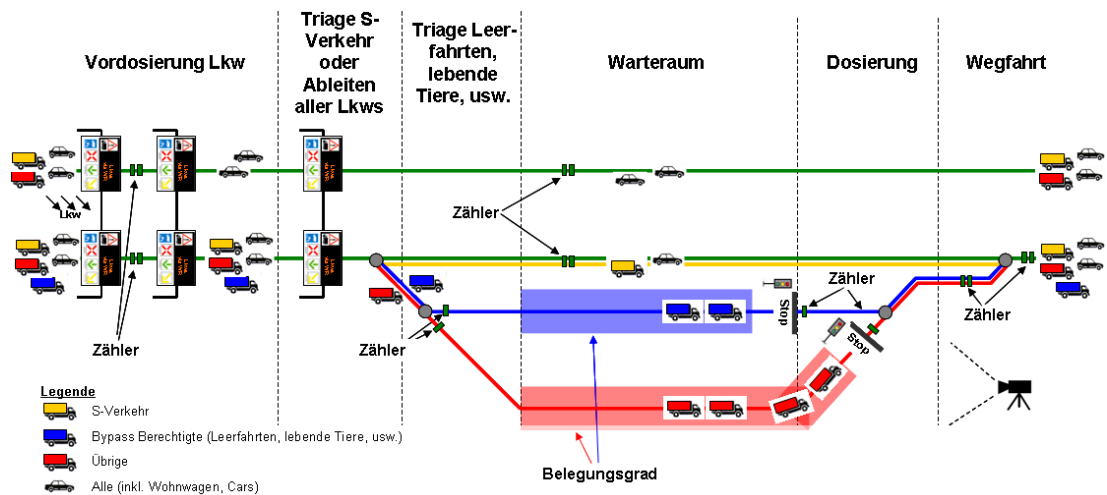 Vordosierung Lkw
Triage S-
Verkehr
oder
Ableiten
aller Lkws
Triage Leer-
fahrten,
lebende
Tiere, usw.
Warteraum
Dosierung
Wegfahrt
Lkw
Zähler
Zähler
Zähler
Stop
Zähler
Stop
Zähler
Zähler
Belegungsgrad
Legende
S-Verkehr
Bypass Berechtigte (Leerfahrten, lebende Tiere, usw.)
Übrige
Alle (inkl. Wohnwagen, Cars)